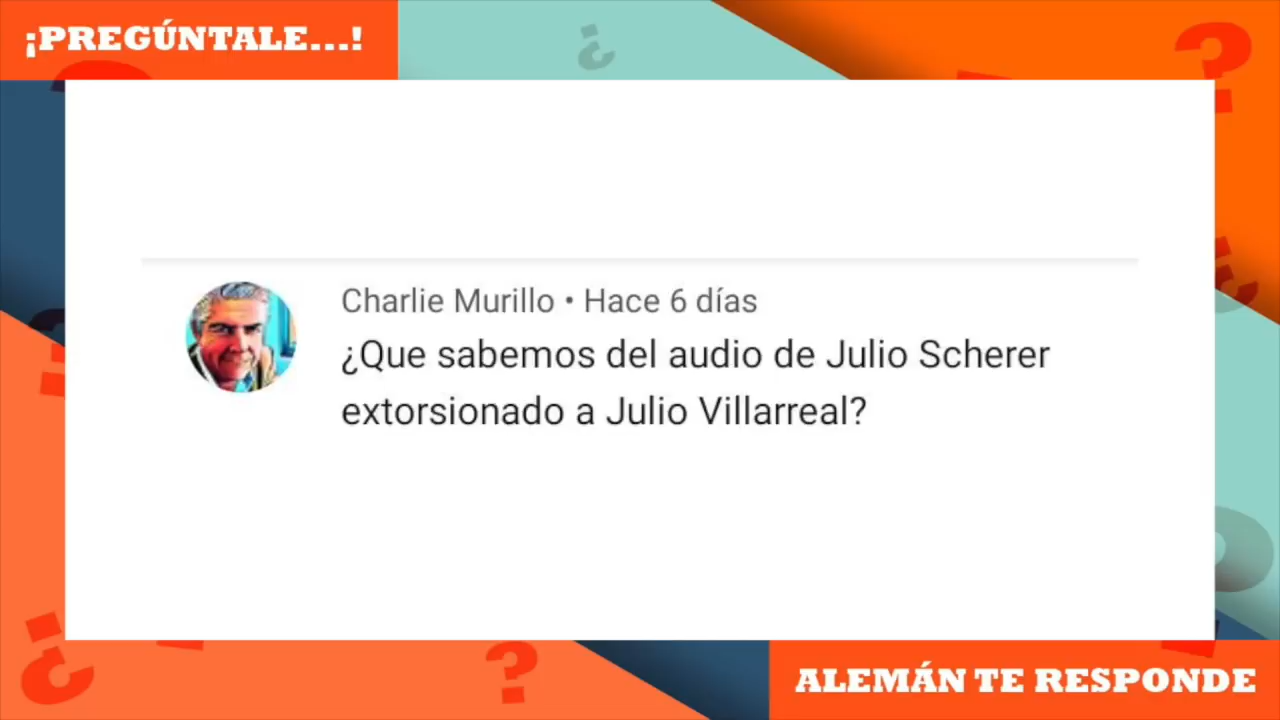 ¡PREGÚNTALE...!
Charlie Murillo • Hace 6 días
¿Que sabemos del audio de Julio Scherer
extorsionado a Julio Villarreal?
ALEMÁN TE RESPONDE